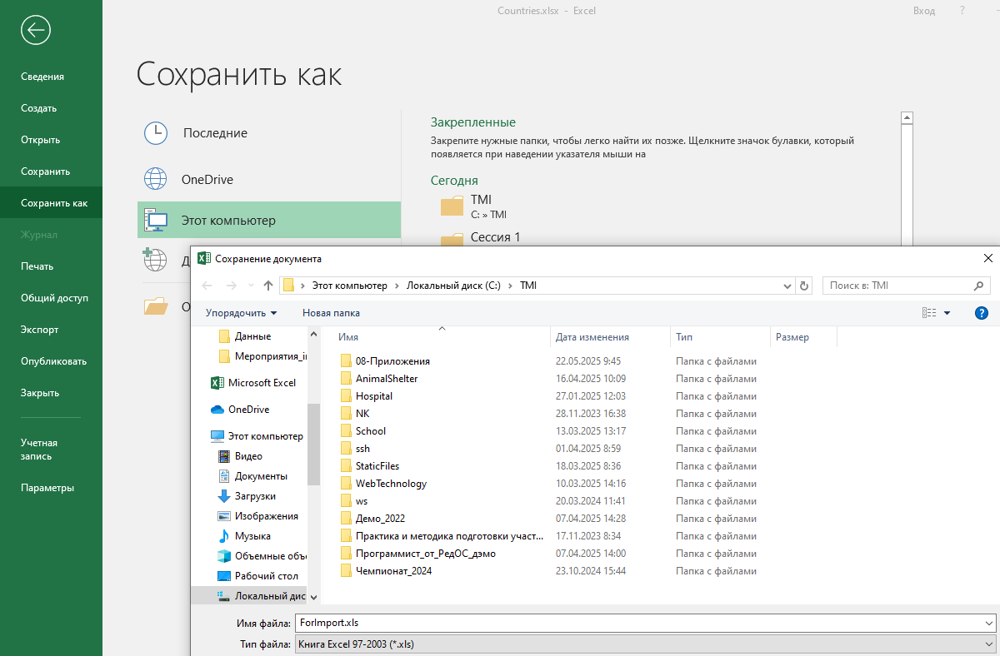 Countries.xlsx - Excel
Вход
?
Сведения
Создать
Открыть
Сохранить
Сохранить как
Журнал
Печать
Общий доступ
Экспорт
Опубликовать
Закрыть
Учетная
запись
Параметры
Сохранить как
Последние
OneDrive
Этот компьютер
Закрепленные
Закрепите нужные папки, чтобы легко найти их позже. Щелкните значок булавки, который
появляется при наведении указателя мыши на
Сегодня
TMI
C: » TMI
Сессия 1
Сохранение документа
Этот компьютер › Локальный диск (C:) › TMI
Поиск в: TMI
Упорядочить
Новая папка
?
Данные
Мероприятия_i
Microsoft Excel
OneDrive
Этот компьютер
Видео
Документы
Загрузки
Изображения
Музыка
Объемные объ
Рабочий стол
Локальный дис
Имя Дата изменения Тип Размер
08-Приложения 22.05.2025 9:45 Папка с файлами
AnimalShelter 16.04.2025 10:09 Папка с файлами
Hospital 27.01.2025 12:03 Папка с файлами
NK 28.11.2023 16:38 Папка с файлами
School 13.03.2025 13:17 Папка с файлами
ssh 01.04.2025 8:59 Папка с файлами
StaticFiles 18.03.2025 8:36 Папка с файлами
WebTechnology 10.03.2025 14:16 Папка с файлами
ws 20.03.2024 11:41 Папка с файлами
Демо_2022 07.04.2025 14:28 Папка с файлами
Практика и методика подготовки участ... 17.11.2023 8:34 Папка с файлами
Программист_от_РедОС_дэмо 07.04.2025 14:00 Папка с файлами
Чемпионат_2024 23.10.2024 15:44 Папка с файлами
Имя файла: ForImport.xls
Тип файла: Книга Excel 97-2003 (*.xls)